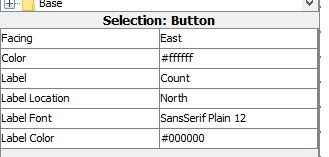 Base
Selection: Button
Facing East
Color #ffffff
Label Count
Label Location North
Label Font SansSerif Plain 12
Label Color #000000